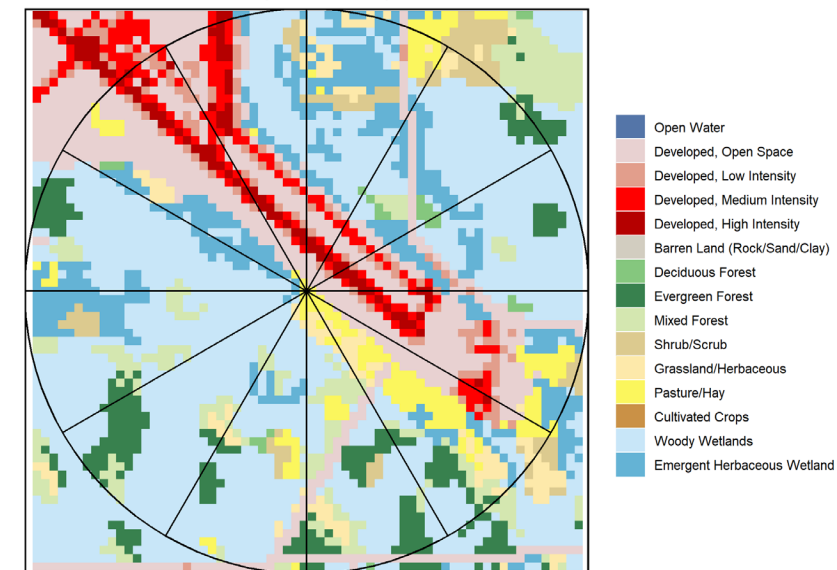 Open Water
Developed, Open Space
Developed, Low Intensity
Developed, Medium Intensity
Developed, High Intensity
Barren Land (Rock/Sand/Clay)
Deciduous Forest
Evergreen Forest
Mixed Forest
Shrub/Scrub
Grassland/Herbaceous
Pasture/Hay
Cultivated Crops
Woody Wetlands
Emergent Herbaceous Wetland